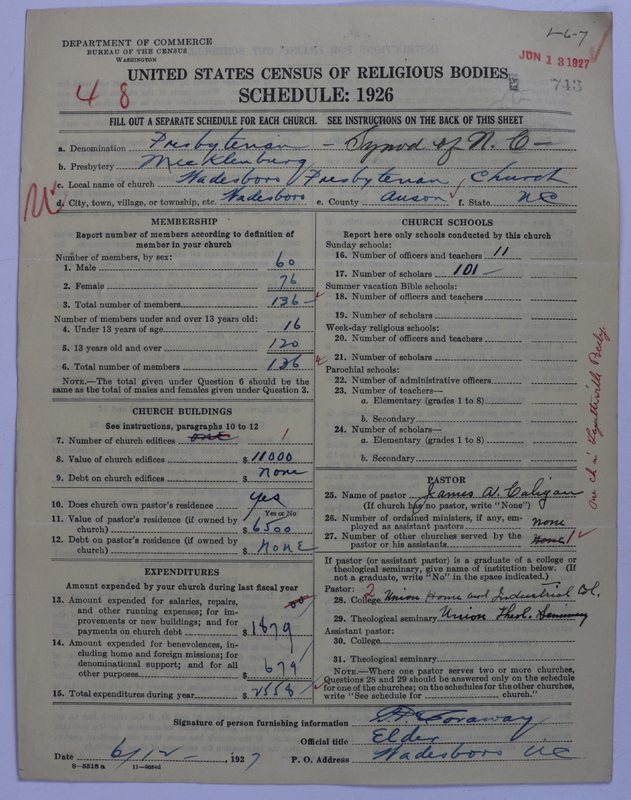 1-6-7
DEPARTMENT OF COMMERCE
BUREAU OF THE CENSUS
WASHINGTON
JUN 13 1927
743
UNITED STATES CENSUS OF RELIGIOUS BODIES
SCHEDULE: 1926
48
FILL OUT A SEPARATE SCHEDULE FOR EACH CHURCH. SEE INSTRUCTIONS ON THE BACK OF THIS SHEET
a. Denomination Presbyterian - Synod of N. C -
b. Presbytery Mecklenburg
c. Local name of church Wadesboro Presbyterian Church
d. City, town, village, or township, etc. Wadesboro e. County Anson f. State NC
MEMBERSHIP
Report number of members according to definition of member in your church
Number of members, by sex:
1. Male 60
2. Female 76
3. Total number of members 136
Number of members under and over 13 years old:
4. Under 13 years of age 16
5. 13 years old and over 120
6. Total number of members 136
NOTE.—The total given under Question 6 should be the same as the total of males and females given under Question 3.
CHURCH BUILDINGS
See instructions, paragraphs 10 to 12
7. Number of church edifices one 1
8. Value of church edifices $ 11000
9. Debt on church edifices $ none
10. Does church own pastor's residence yes
Yes or No
11. Value of pastor's residence (if owned by church) $ 6500
12. Debt on pastor's residence (if owned by church) $ none
EXPENDITURES
Amount expended by your church during last fiscal year
13. Amount expended for salaries, repairs, and other running expenses; for improvements or new buildings; and for payments on church debt $ 1879 00
14. Amount expended for benevolences, including home and foreign missions; for denominational support; and for all other purposes $ 679
15. Total expenditures during year $ 2558
CHURCH SCHOOLS
Report here only schools conducted by this church
Sunday schools:
16. Number of officers and teachers 11
17. Number of scholars 101 -
Summer vacation Bible schools:
18. Number of officers and teachers
19. Number of scholars
Week-day religious schools:
20. Number of officers and teachers
21. Number of scholars
Parochial schools:
22. Number of administrative officers
23. Number of teachers—
a. Elementary (grades 1 to 8)
b. Secondary
24. Number of scholars—
a. Elementary (grades 1 to 8)
b. Secondary
one ch in Fayetteville Presby.
PASTOR
25. Name of pastor James A. Caligan
(If church has no pastor, write "None")
26. Number of ordained ministers, if any, employed as assistant pastors none
27. Number of other churches served by the pastor or his assistants none 1
If pastor (or assistant pastor) is a graduate of a college or theological seminary, give name of institution below. (If not a graduate, write "No" in the space indicated.)
Pastor: 2
28. College Union Home and Industrial Col.
29. Theological seminary Union Theol. Seminary
Assistant pastor:
30. College
31. Theological seminary
NOTE.—Where one pastor serves two or more churches, Questions 28 and 29 should be answered only on the schedule for one of the churches; on the schedules for the other churches, write "See schedule for church."
Signature of person furnishing information Coraway
Official title Elder
Date 6/12-, 1927 P. O. Address Wadesboro NC
8-5518 a